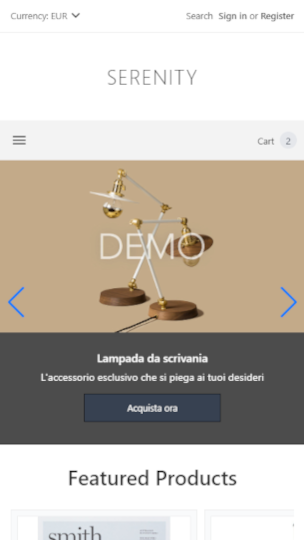 Currency: EUR
Search Sign in or Register
SERENITY
Cart 2
DEMO
Lampada da scrivania
L'accessorio esclusivo che si piega ai tuoi desideri
Acquista ora
Featured Products
smith